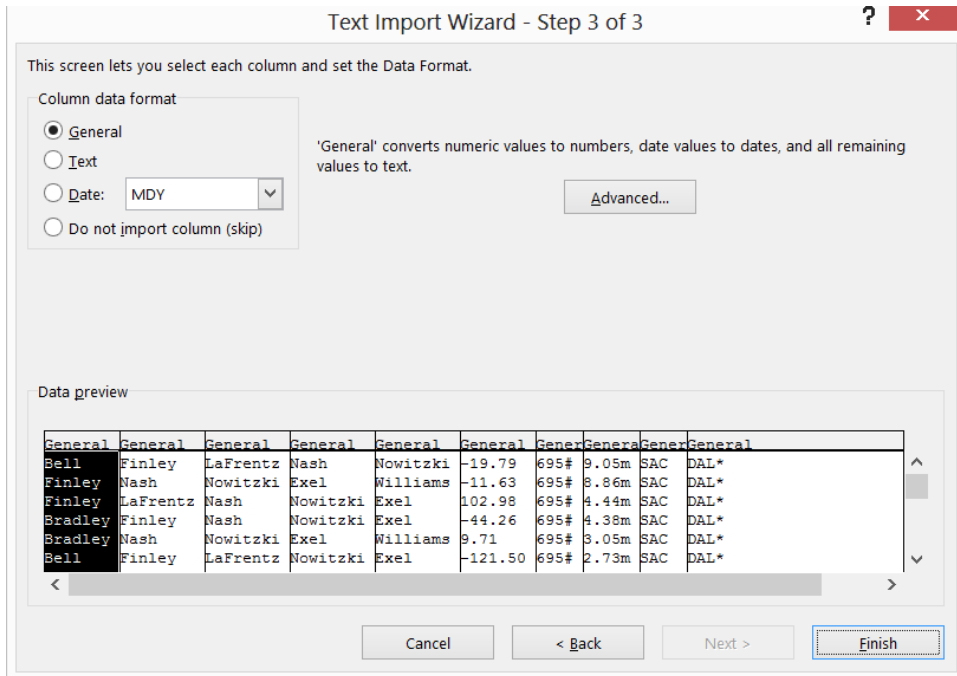 Text Import Wizard - Step 3 of 3
?
×
This screen lets you select each column and set the Data Format.
Column data format
General
Text
Date: MDY
Do not import column (skip)
'General' converts numeric values to numbers, date values to dates, and all remaining
values to text.
Advanced...
Data preview
General General General General General General Gener Genera Gener General
Bell Finley LaFrentz Nash Nowitzki -19.79 695# 9.05m SAC DAL*
Finley Nash Nowitzki Exel Williams -11.63 695# 8.86m SAC DAL*
Finley LaFrentz Nash Nowitzki Exel 102.98 695# 4.44m SAC DAL*
Bradley Finley Nash Nowitzki Exel -44.26 695# 4.38m SAC DAL*
Bradley Nash Nowitzki Exel Williams 9.71 695# 3.05m SAC DAL*
Bell Finley LaFrentz Nowitzki Exel -121.50 695# 2.73m SAC DAL*
Cancel
< Back
Next >
Finish